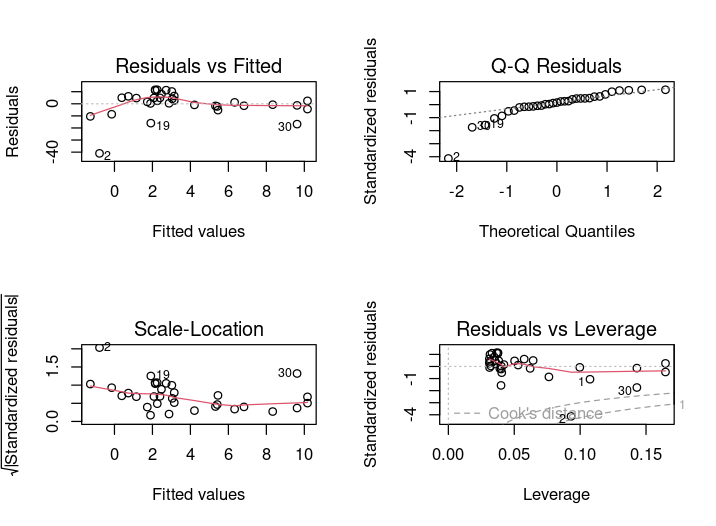 Residuals vs Fitted
Residuals
0
-40
19
30
2
0 2 4 6 8 10
Fitted values
Q-Q Residuals
Standardized residuals
1
-1
-4
30
19
2
-2 -1 0 1 2
Theoretical Quantiles
Scale-Location
√|Standardized residuals|
1.5
0.0
2
19
30
0 2 4 6 8 10
Fitted values
Residuals vs Leverage
Standardized residuals
-1
-4
1
30
2
Cook's distance
1
0.00 0.05 0.10 0.15
Leverage